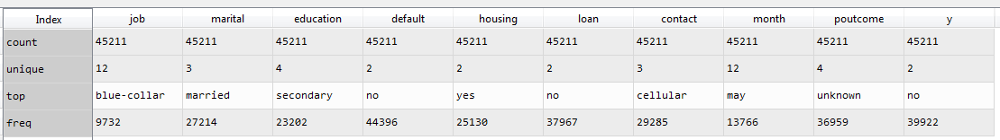 Index job marital education default housing loan contact month poutcome y
count 45211 45211 45211 45211 45211 45211 45211 45211 45211 45211
unique 12 3 4 2 2 2 3 12 4 2
top blue-collar married secondary no yes no cellular may unknown no
freq 9732 27214 23202 44396 25130 37967 29285 13766 36959 39922